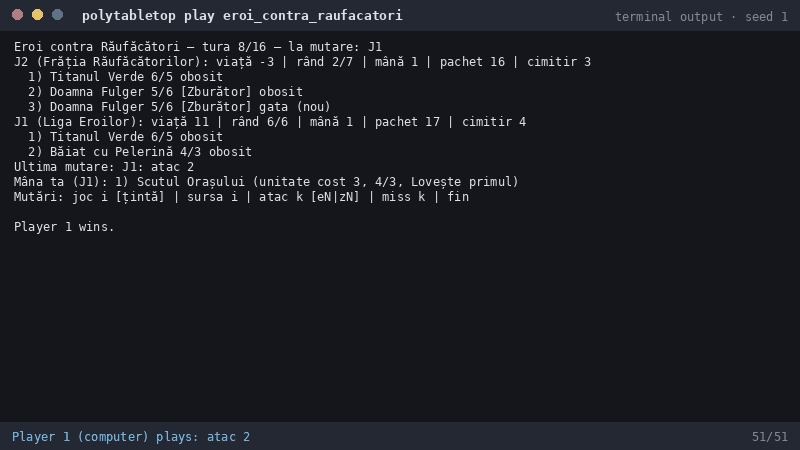 polytabletop play eroi_contra_raufacatori
terminal output · seed 1
Eroi contra Răufăcători — tura 8/16 — la mutare: J1
J2 (Frăția Răufăcătorilor): viață -3 | rând 2/7 | mână 1 | pachet 16 | cimitir 3
1) Titanul Verde 6/5 obosit
2) Doamna Fulger 5/6 [Zburător] obosit
3) Doamna Fulger 5/6 [Zburător] gata (nou)
J1 (Liga Eroilor): viață 11 | rând 6/6 | mână 1 | pachet 17 | cimitir 4
1) Titanul Verde 6/5 obosit
2) Băiat cu Pelerină 4/3 obosit
Ultima mutare: J1: atac 2
Mâna ta (J1): 1) Scutul Orașului (unitate cost 3, 4/3, Lovește primul)
Mutări: joc i [țintă] | sursa i | atac k [eN|zN] | miss k | fin
Player 1 wins.
Player 1 (computer) plays: atac 2
51/51